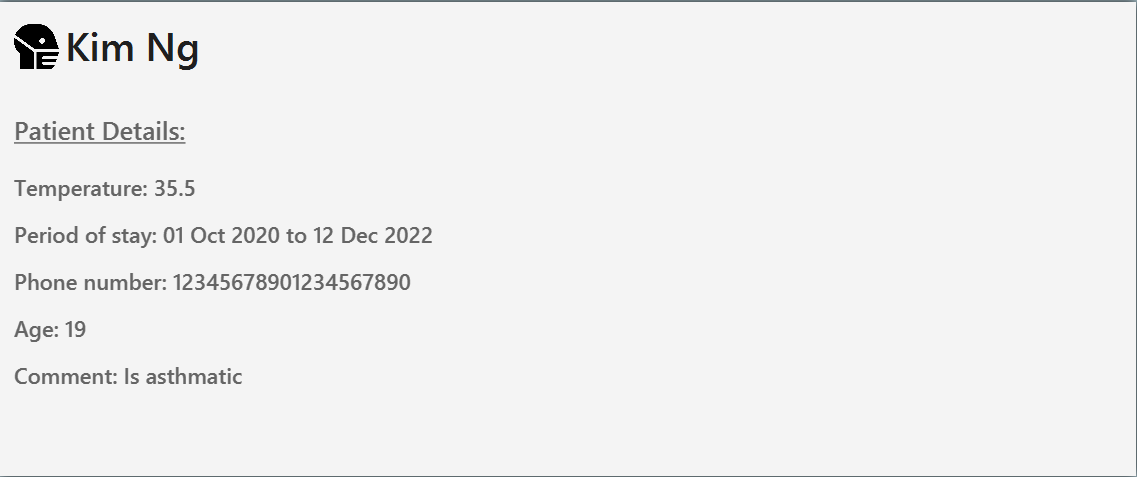 Kim Ng
Patient Details:
Temperature: 35.5
Period of stay: 01 Oct 2020 to 12 Dec 2022
Phone number: 12345678901234567890
Age: 19
Comment: Is asthmatic